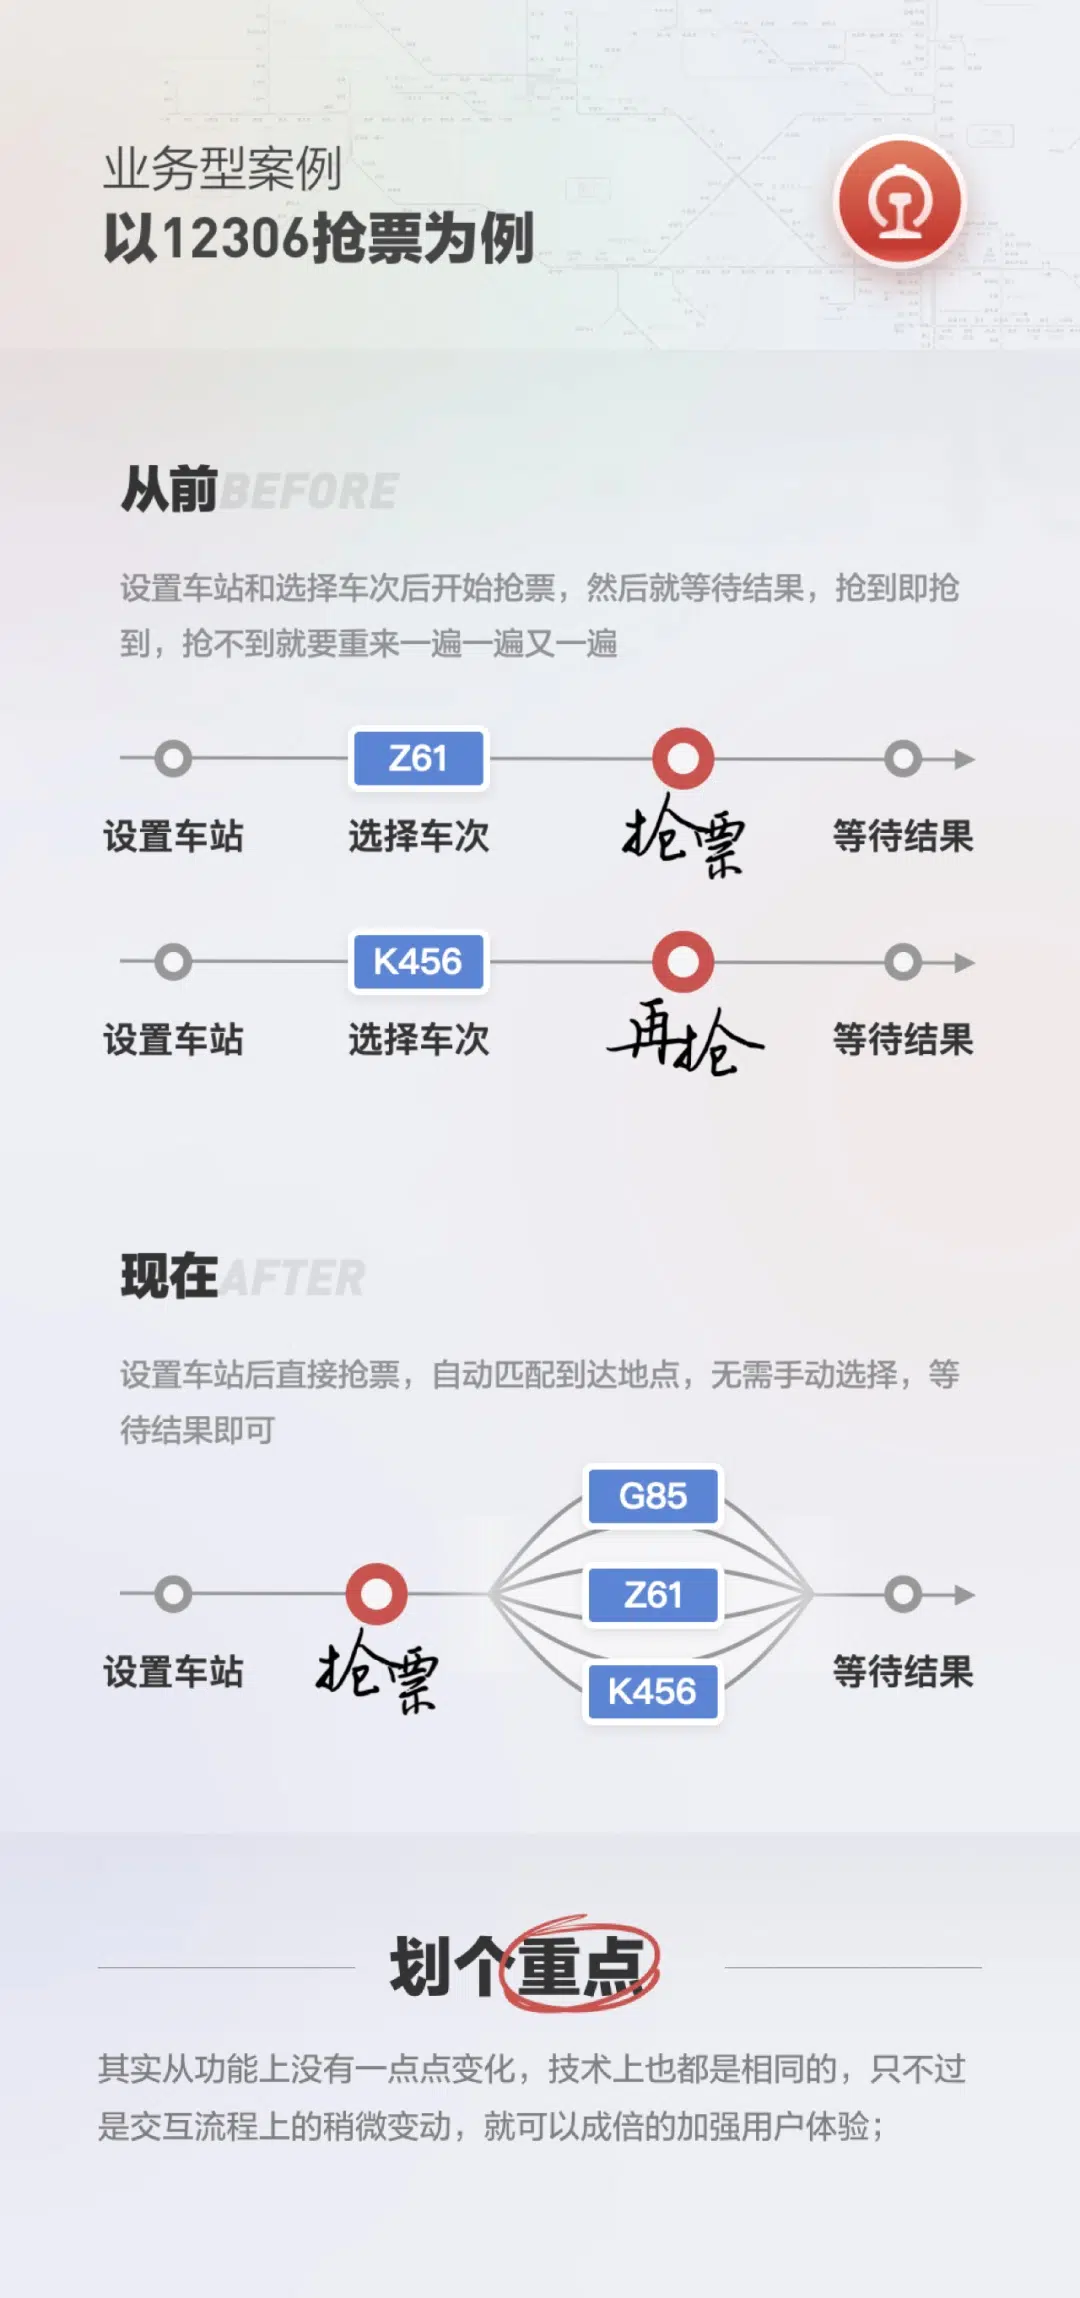 业务型案例
以12306抢票为例
从前BEFORE
设置车站和选择车次后开始抢票，然后就等待结果，抢到即抢
到，抢不到就要重来一遍一遍又一遍
Z61
设置车站 选择车次 抢票 等待结果
K456
设置车站 选择车次 再抢 等待结果
现在AFTER
设置车站后直接抢票，自动匹配到达地点，无需手动选择，等
待结果即可
G85
Z61
设置车站 抢票 等待结果
K456
划个重点
其实从功能上没有一点点变化，技术上也都是相同的，只不过
是交互流程上的稍微变动，就可以成倍的加强用户体验；